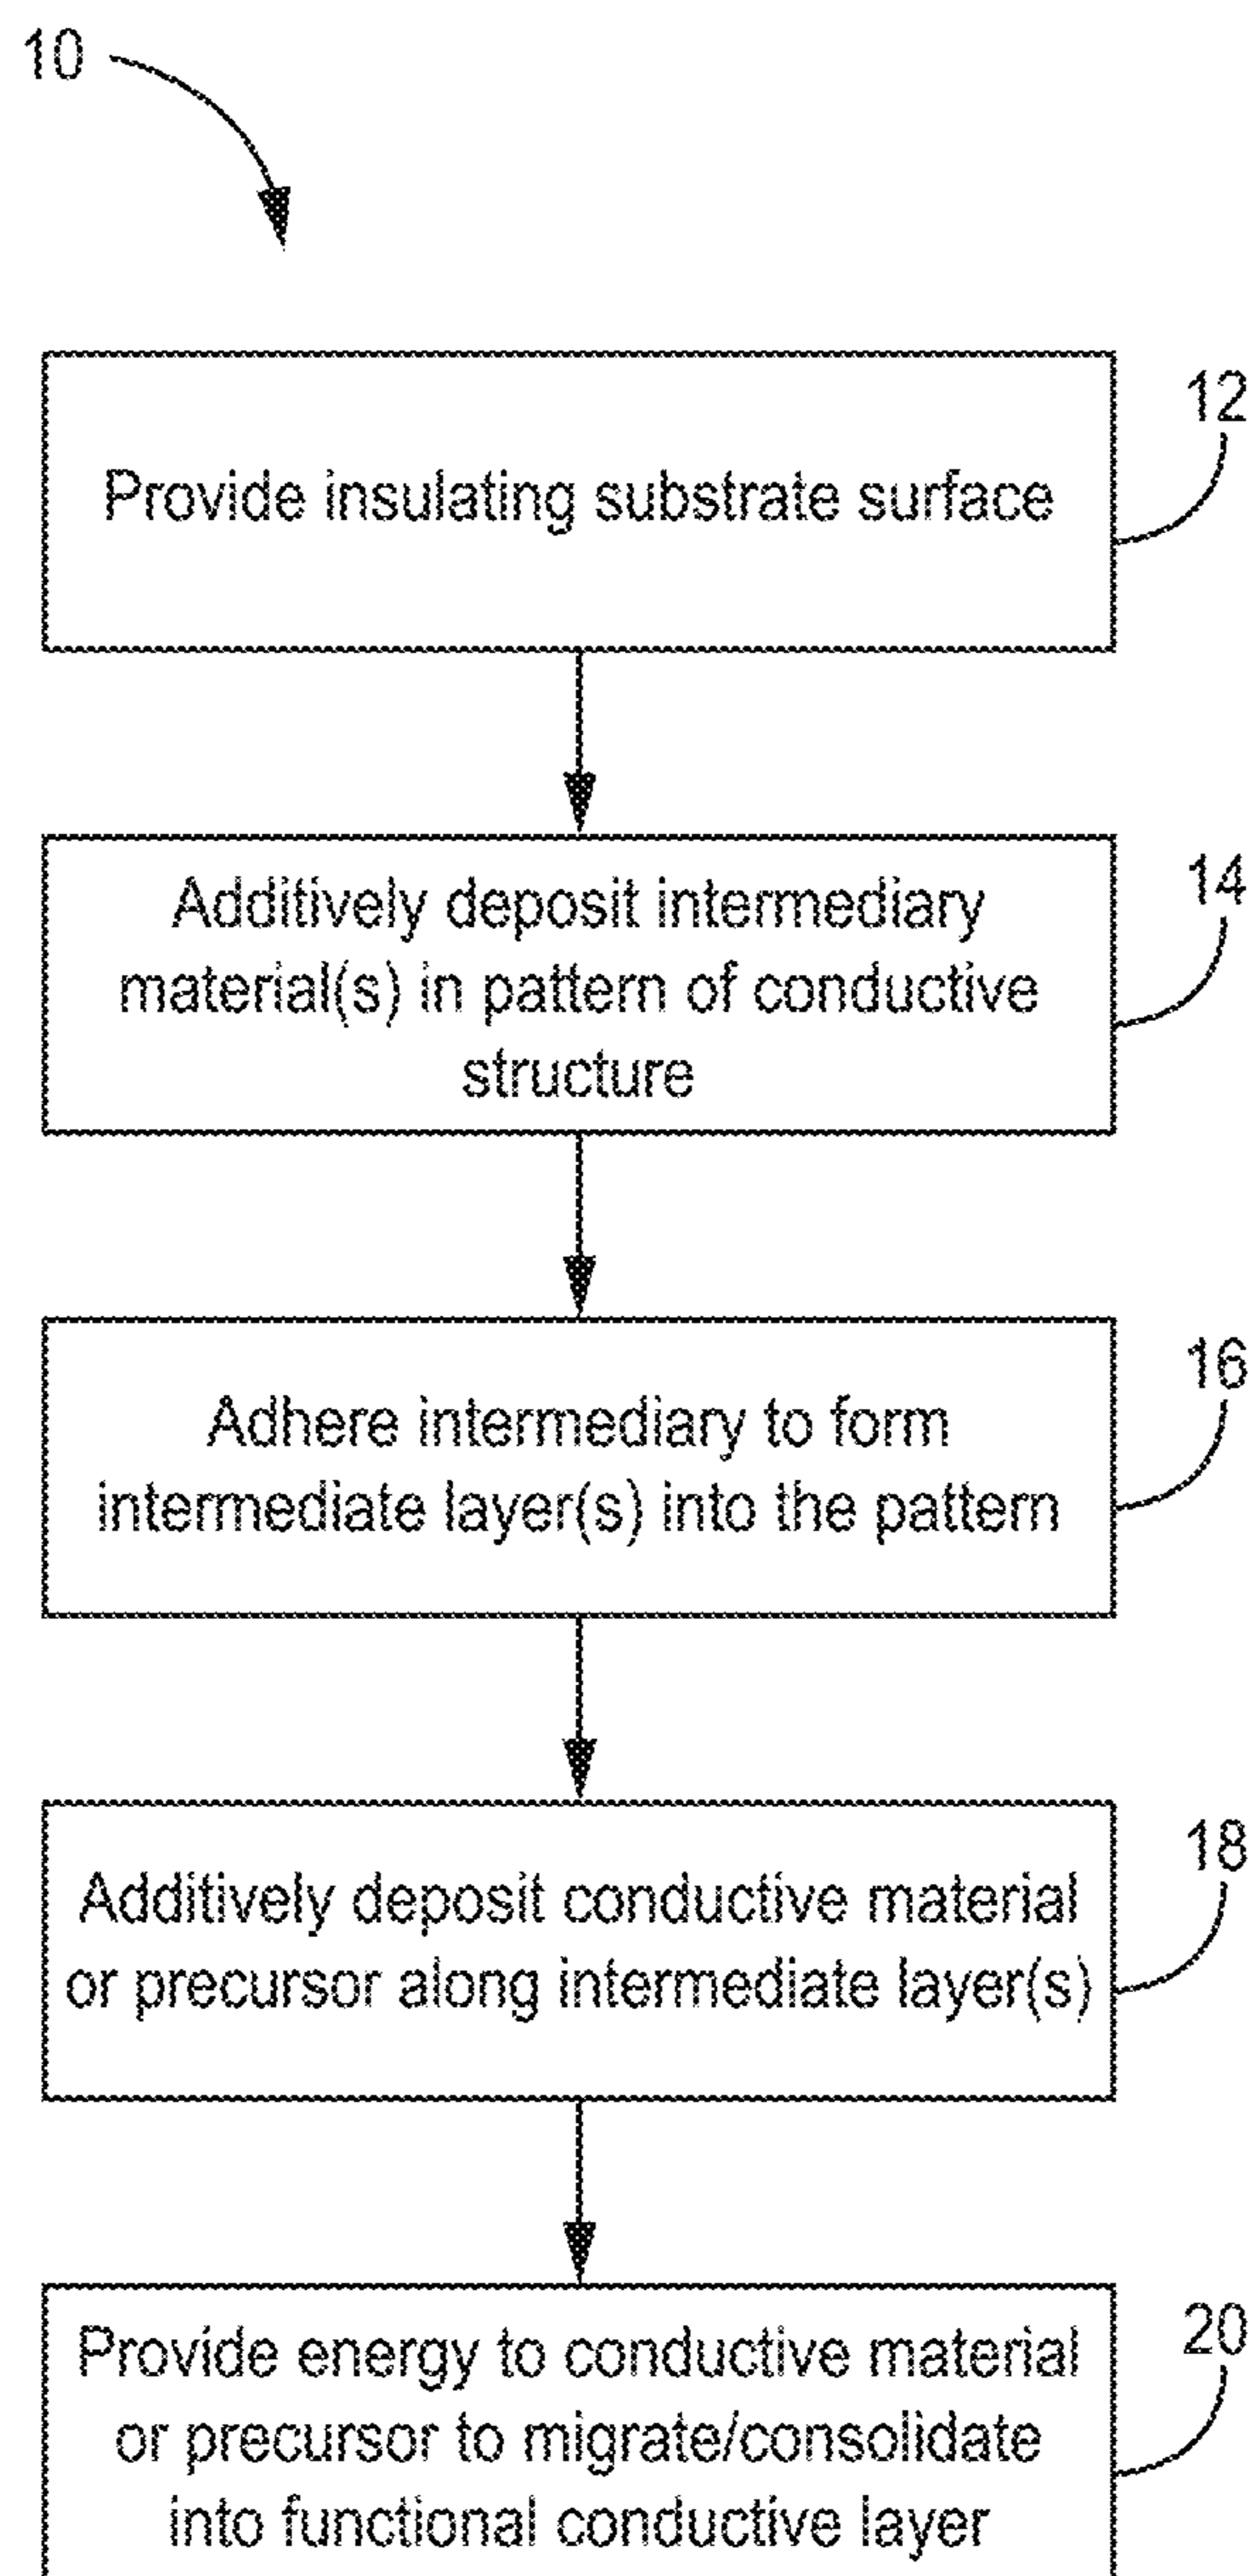 10
Provide insulating substrate surface
12
Additively deposit intermediary
material(s) in pattern of conductive
structure
14
Adhere intermediary to form
intermediate layer(s) into the pattern
16
Additively deposit conductive material
or precursor along intermediate layer(s)
18
Provide energy to conductive material
or precursor to migrate/consolidate
into functional conductive layer
20